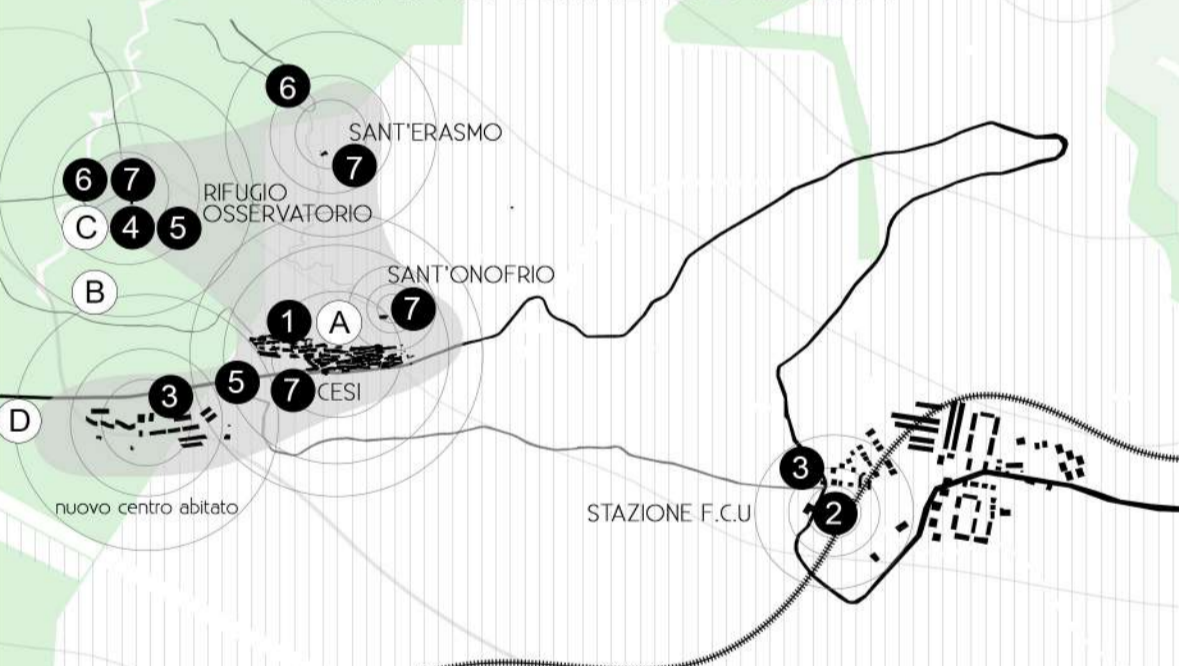 6
SANT'ERASMO
7
6
7
RIFUGIO
OSSERVATORIO
C
4
5
B
SANT'ONOFRIO
7
1
A
5
7
CESI
3
D
nuovo centro abitato
3
STAZIONE F.C.U
2